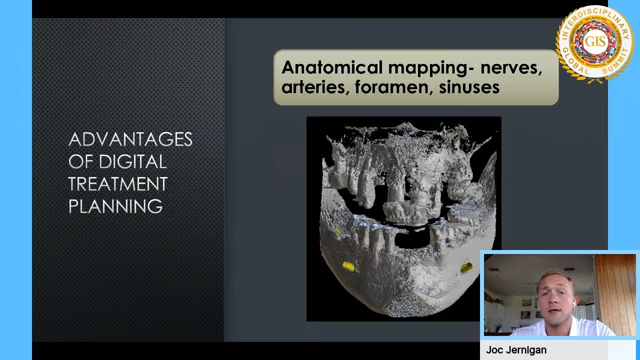 ADVANTAGES
OF DIGITAL
TREATMENT
PLANNING
Anatomical mapping- nerves,
arteries, foramen, sinuses
INTERDISCIPLINARY
GIS
GLOBAL SUMMIT
Joc Jernigan